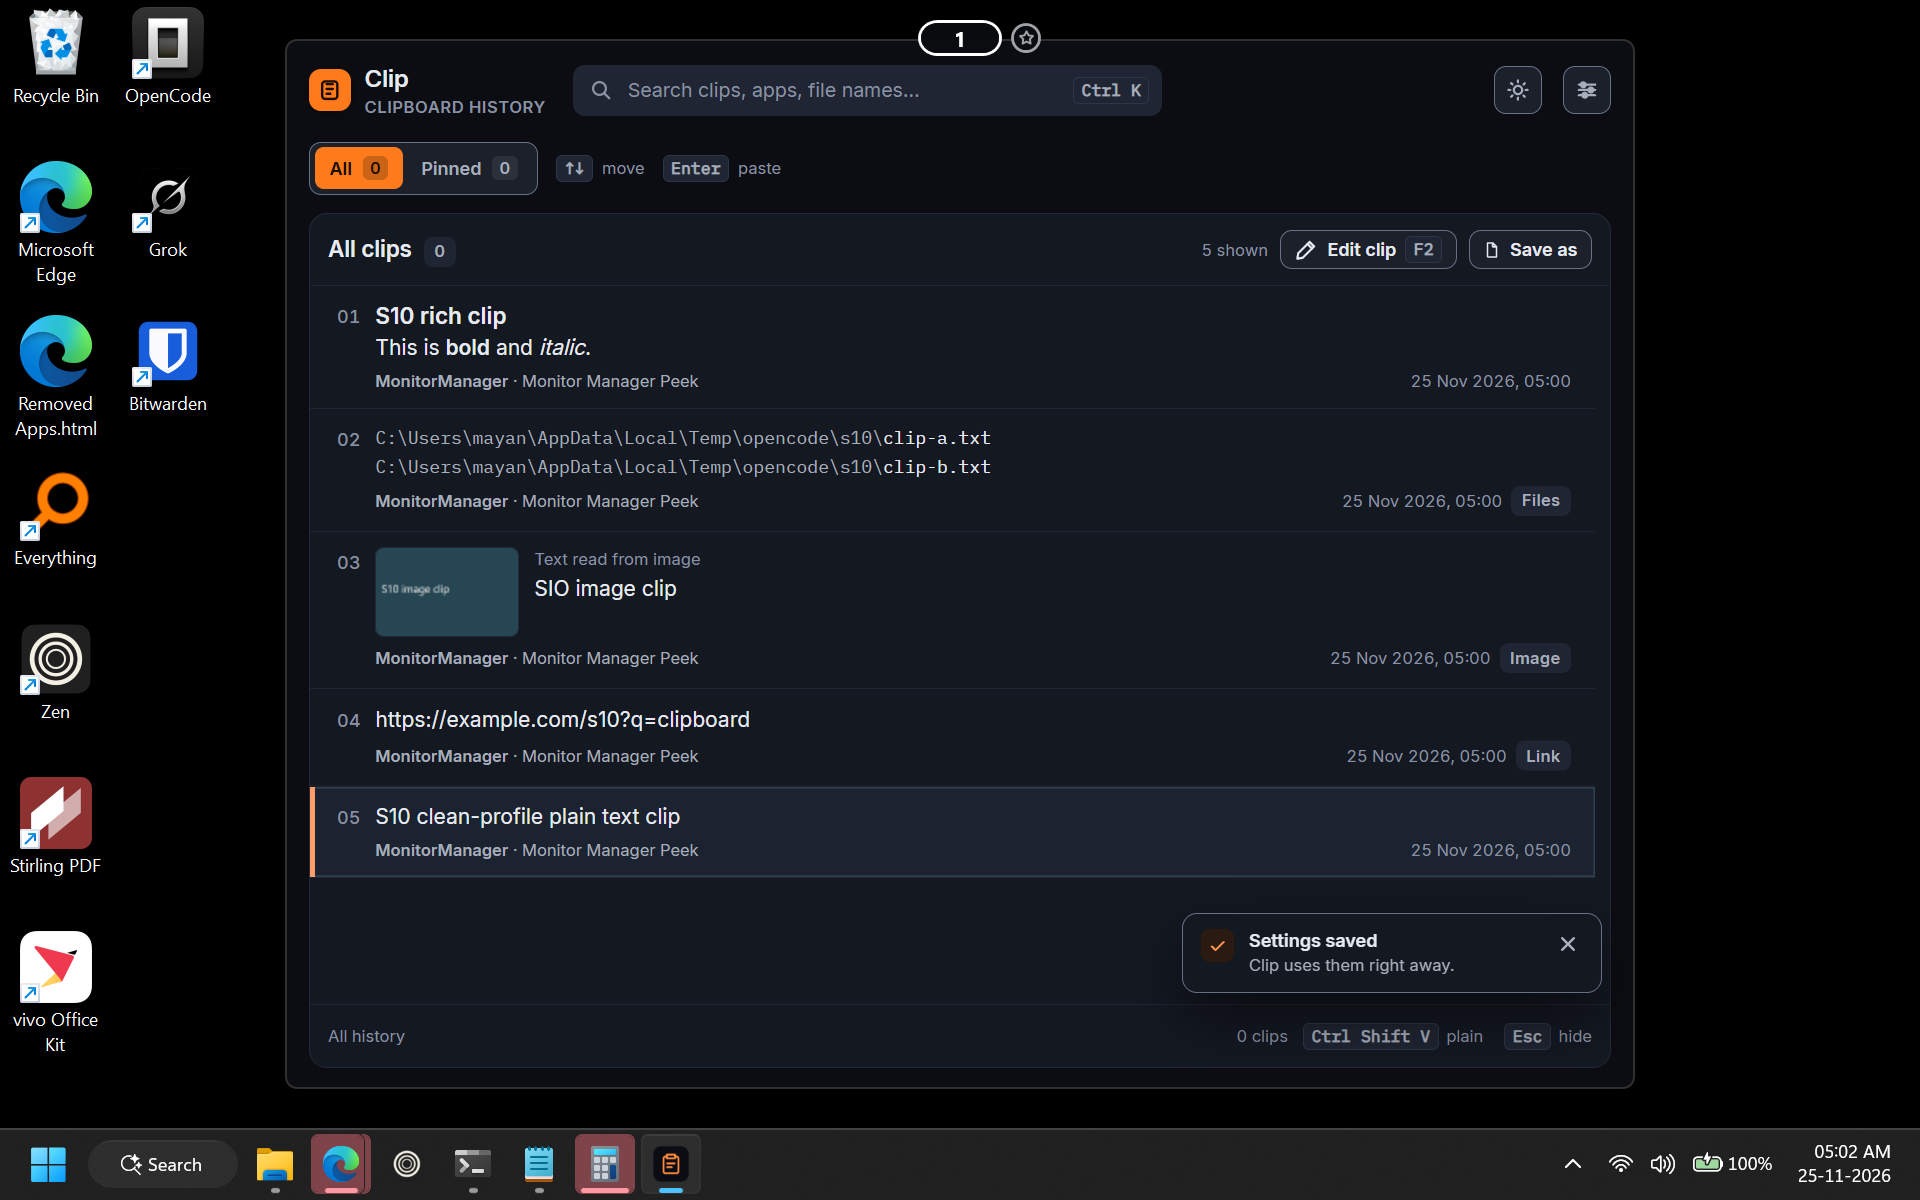 Recycle Bin
OpenCode
Microsoft
Edge
Grok
Removed
Apps.html
Bitwarden
Everything
Zen
Stirling PDF
vivo Office
Kit
1
Clip
CLIPBOARD HISTORY
Search clips, apps, file names...
Ctrl K
All 0
Pinned 0
↑↓ move
Enter paste
All clips 0
5 shown
Edit clip F2
Save as
01
S10 rich clip
This is bold and italic.
MonitorManager · Monitor Manager Peek
25 Nov 2026, 05:00
02
C:\Users\mayan\AppData\Local\Temp\opencode\s10\clip-a.txt
C:\Users\mayan\AppData\Local\Temp\opencode\s10\clip-b.txt
MonitorManager · Monitor Manager Peek
25 Nov 2026, 05:00 Files
03
S10 image clip
Text read from image
SIO image clip
MonitorManager · Monitor Manager Peek
25 Nov 2026, 05:00 Image
04
https://example.com/s10?q=clipboard
MonitorManager · Monitor Manager Peek
25 Nov 2026, 05:00 Link
05
S10 clean-profile plain text clip
MonitorManager · Monitor Manager Peek
25 Nov 2026, 05:00
Settings saved
Clip uses them right away.
All history
0 clips
Ctrl Shift V plain
Esc hide
Search
100%
05:02 AM
25-11-2026